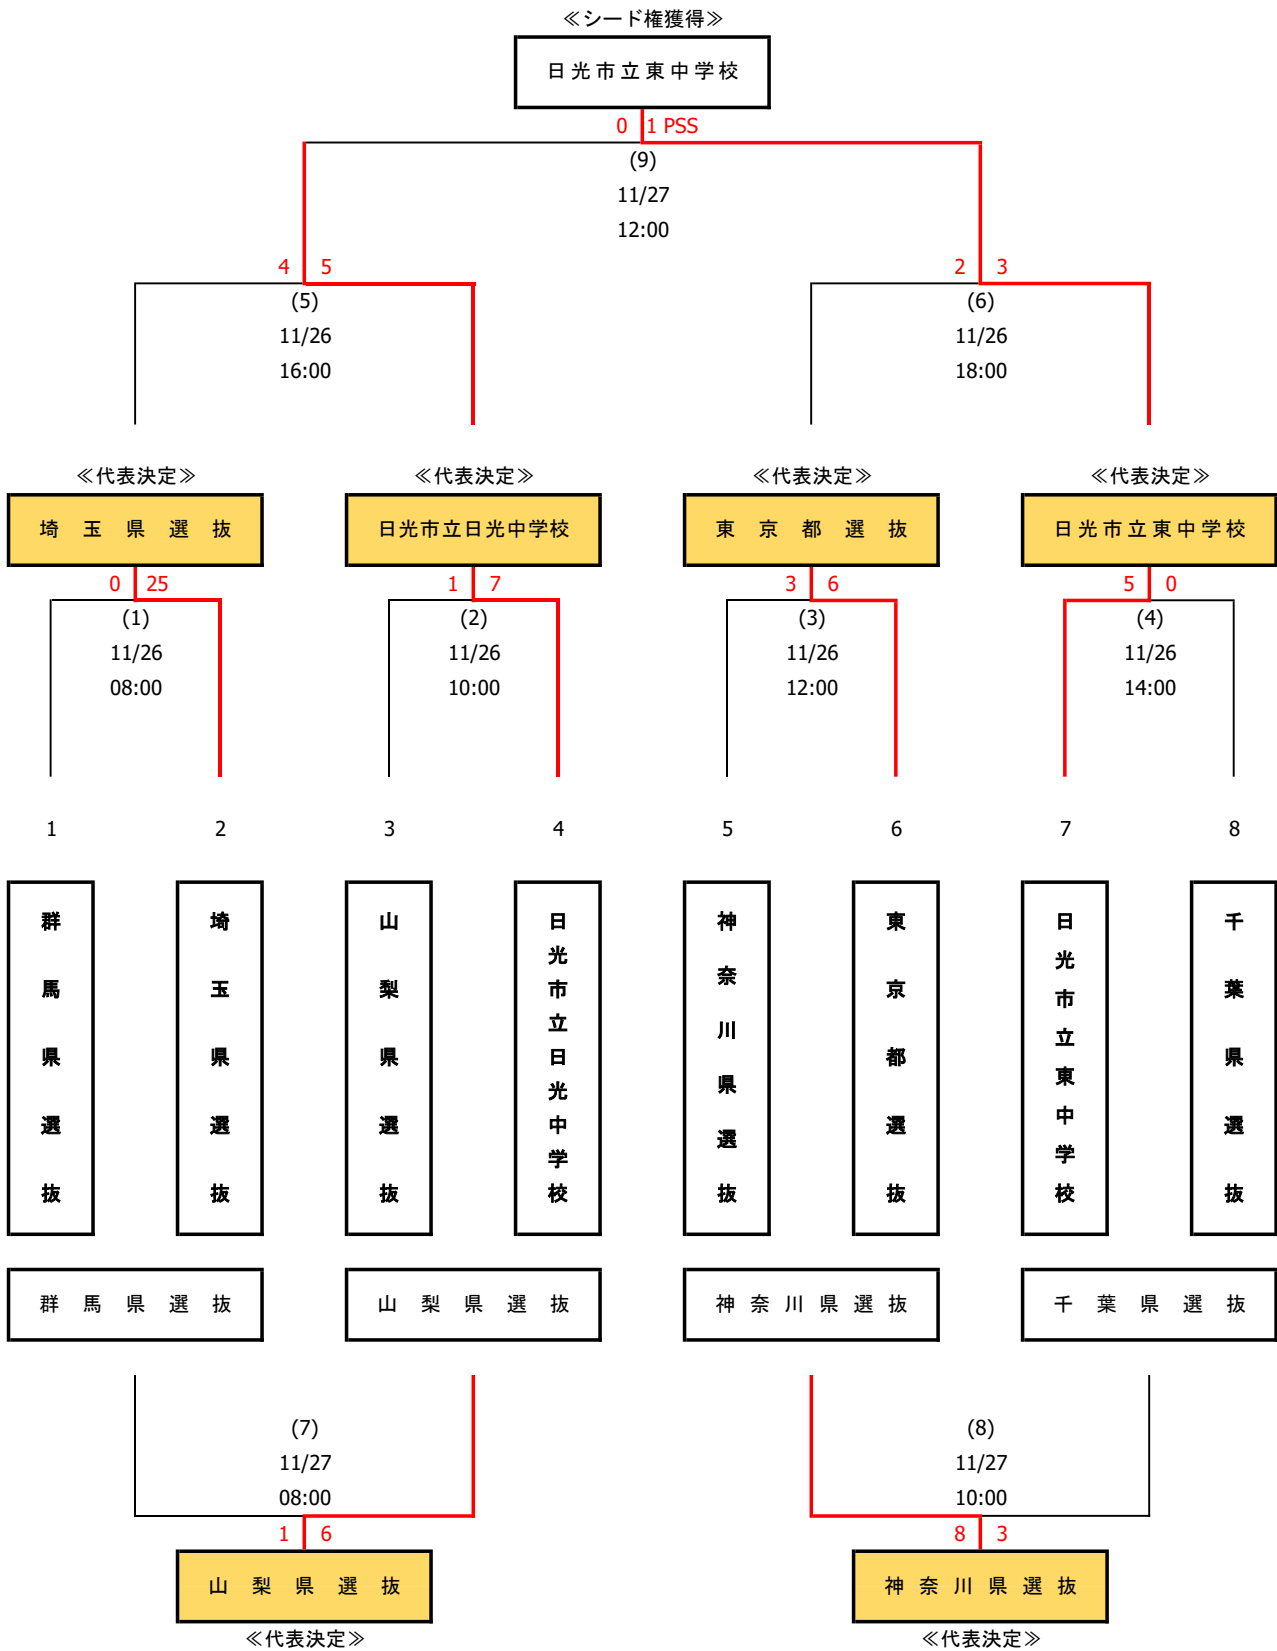 ≪シード権獲得≫
日光市立東中学校
0 1 PSS
(9)
11/27
12:00
4 5
(5)
11/26
16:00
2 3
(6)
11/26
18:00
≪代表決定≫ ≪代表決定≫ ≪代表決定≫ ≪代表決定≫
埼玉県選抜 日光市立日光中学校 東京都選抜 日光市立東中学校
0 25 1 7 3 6 5 0
(1) (2) (3) (4)
11/26 11/26 11/26 11/26
08:00 10:00 12:00 14:00
1 2 3 4 5 6 7 8
群馬県選抜
埼玉県選抜
山梨県選抜
日光市立日光中学校
神奈川県選抜
東京都選抜
日光市立東中学校
千葉県選抜
群馬県選抜 山梨県選抜 神奈川県選抜 千葉県選抜
(7)
11/27
08:00
1 6
山梨県選抜
≪代表決定≫
(8)
11/27
10:00
8 3
神奈川県選抜
≪代表決定≫